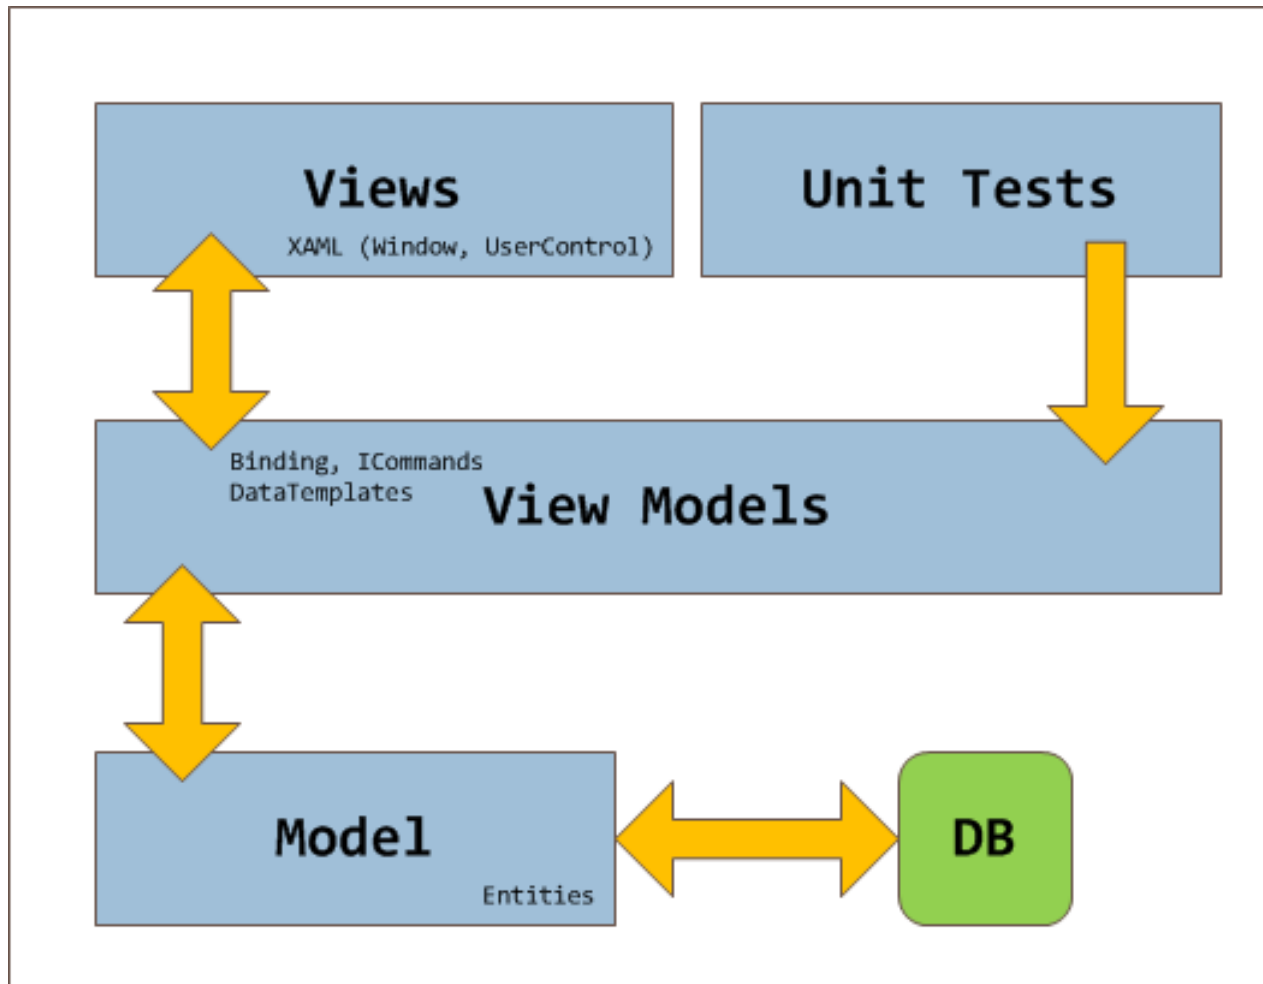 Views
XAML (Window, UserControl)
Unit Tests
Binding, ICommands
DataTemplates
View Models
Model
Entities
DB